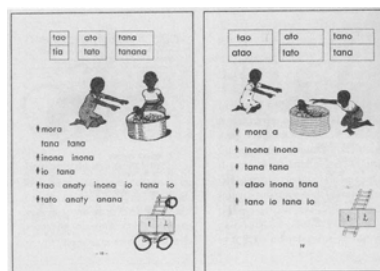 tao ato tana
tia tato tanana
mora
tana tana
inona inona
io tana
tao anaty inona io tana io
tato anaty anana
t
tao ato tano
atao tato tana
mora a
inona inona
tana tana
atao inona tana
tano io tana io
t